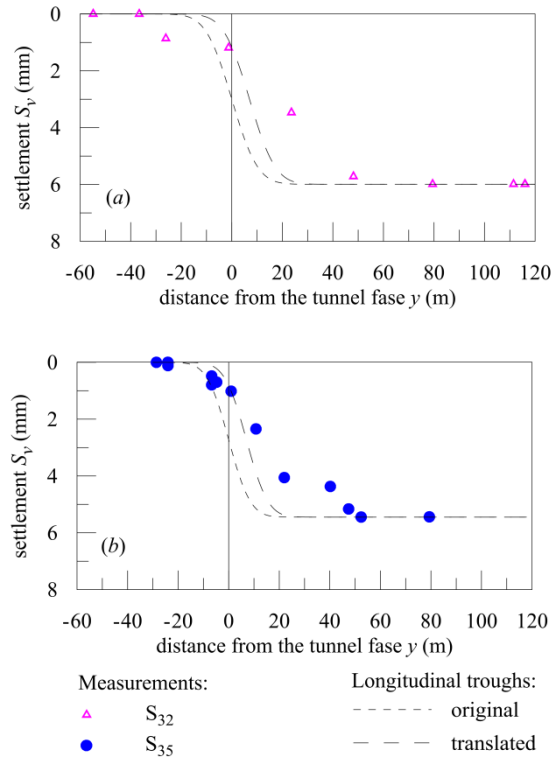 0
2
4
6
8
settlement Sᵥ (mm)
(a)
-60 -40 -20 0 20 40 60 80 100 120
distance from the tunnel fase y (m)
0
2
4
6
8
settlement Sᵥ (mm)
(b)
-60 -40 -20 0 20 40 60 80 100 120
distance from the tunnel fase y (m)
Measurements:
S₃₂
S₃₅
Longitudinal troughs:
original
translated